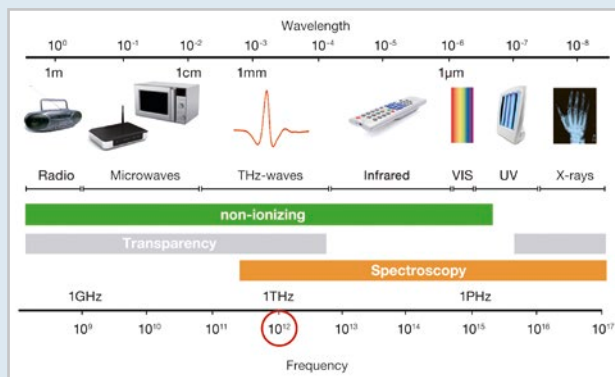 Wavelength
10⁰ 10⁻¹ 10⁻² 10⁻³ 10⁻⁴ 10⁻⁵ 10⁻⁶ 10⁻⁷ 10⁻⁸
1m 1cm 1mm 1µm
Radio Microwaves THz-waves Infrared VIS UV X-rays
non-ionizing
Transparency
Spectroscopy
1GHz 1THz 1PHz
10⁹ 10¹⁰ 10¹¹ 10¹² 10¹³ 10¹⁴ 10¹⁵ 10¹⁶ 10¹⁷
Frequency